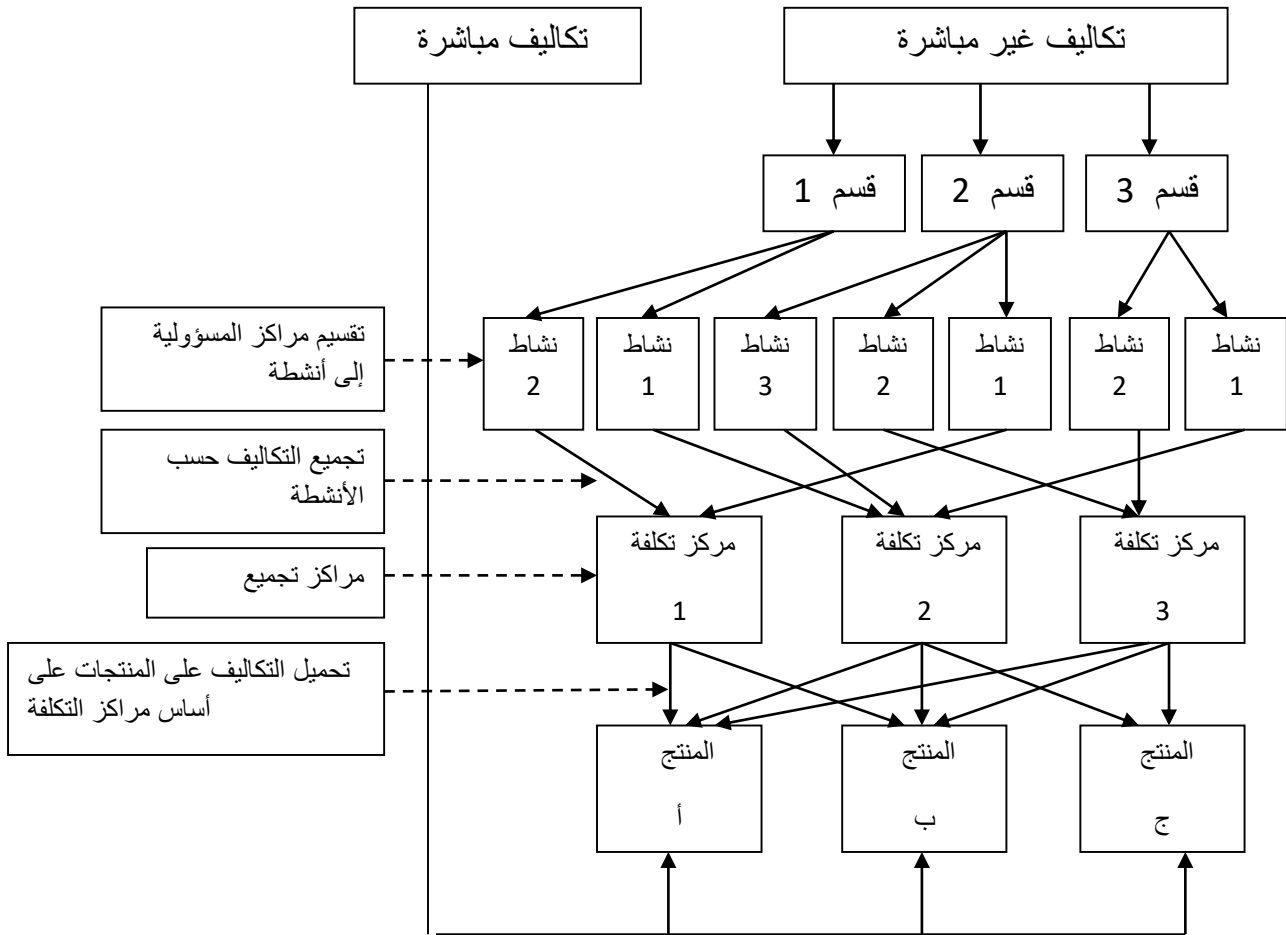 تكاليف غير مباشرة
تكاليف مباشرة
قسم 3
قسم 2
قسم 1
نشاط
1
نشاط
2
نشاط
1
نشاط
2
نشاط
3
نشاط
1
نشاط
2
تقسيم مراكز المسؤولية
إلى أنشطة
تجميع التكاليف حسب
الأنشطة
مركز تكلفة
3
مركز تكلفة
2
مركز تكلفة
1
مراكز تجميع
تحميل التكاليف على المنتجات على
أساس مراكز التكلفة
المنتج
ج
المنتج
ب
المنتج
أ